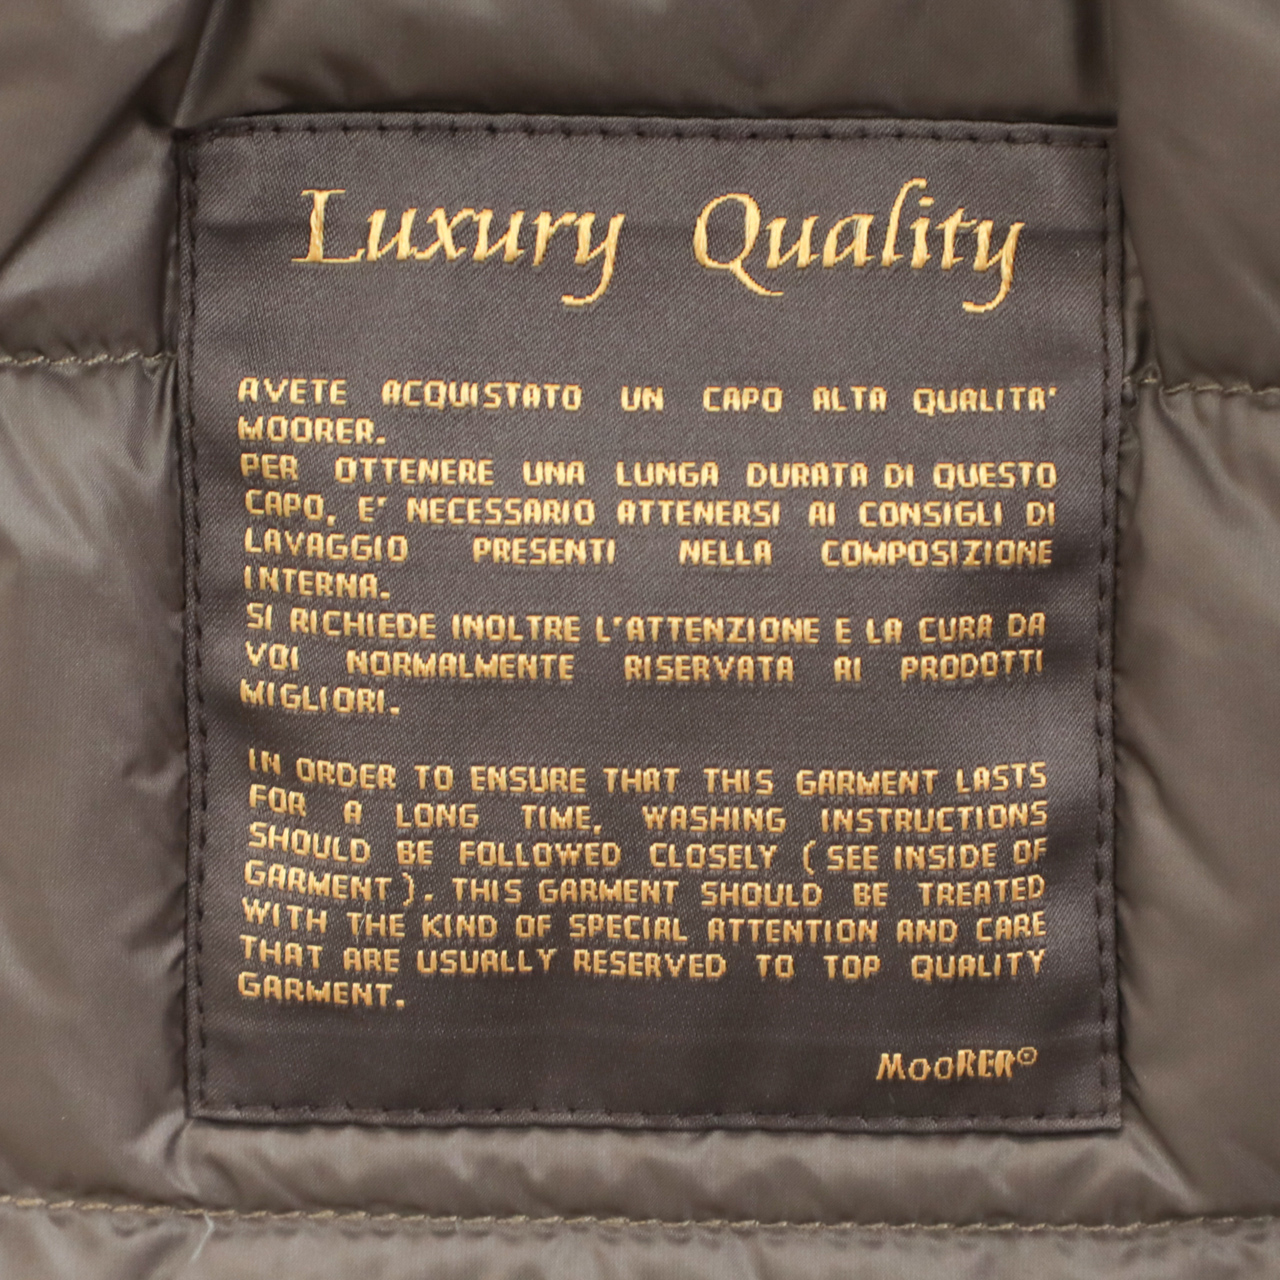 Luxury Quality
AVETE ACQUISTATO UN CAPO ALTA QUALITA'
MOORER.
PER OTTENERE UNA LUNGA DURATA DI QUESTO
CAPO, E' NECESSARIO ATTENERSI AI CONSIGLI DI
LAVAGGIO PRESENTI NELLA COMPOSIZIONE
INTERNA.
SI RICHIEDE INOLTRE L'ATTENZIONE E LA CURA DA
VOI NORMALMENTE RISERVATA AI PRODOTTI
MIGLIORI.
IN ORDER TO ENSURE THAT THIS GARMENT LASTS
FOR A LONG TIME, WASHING INSTRUCTIONS
SHOULD BE FOLLOWED CLOSELY ( SEE INSIDE OF
GARMENT ). THIS GARMENT SHOULD BE TREATED
WITH THE KIND OF SPECIAL ATTENTION AND CARE
THAT ARE USUALLY RESERVED TO TOP QUALITY
GARMENT.
MooRER®